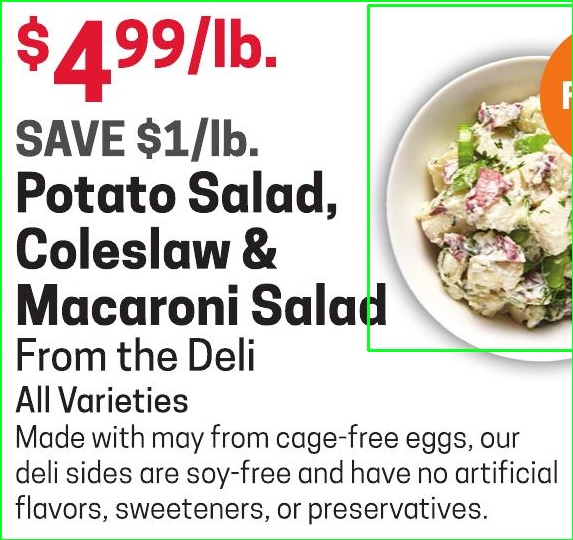 $4.99/lb.
SAVE $1/lb.
Potato Salad,
Coleslaw &
Macaroni Salad
From the Deli
All Varieties
Made with may from cage-free eggs, our
deli sides are soy-free and have no artificial
flavors, sweeteners, or preservatives.